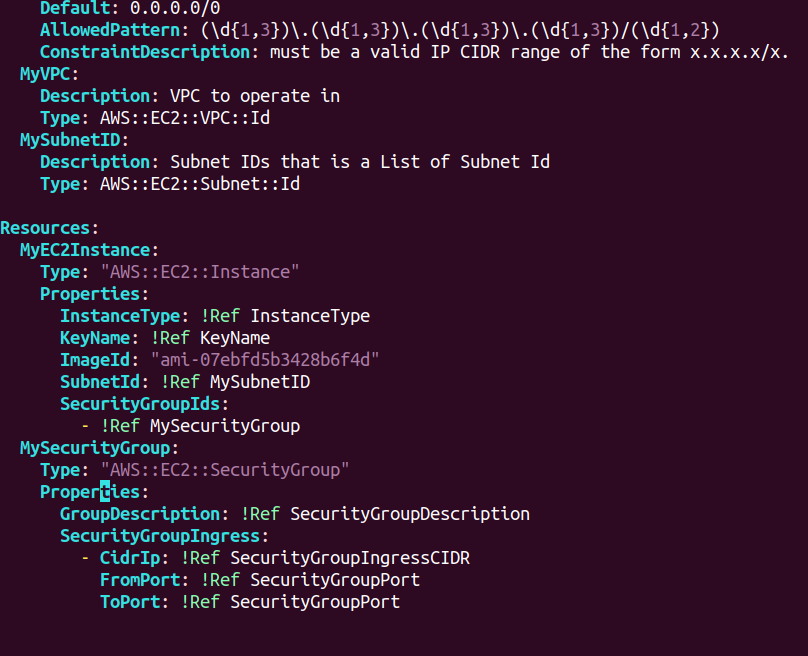 Default: 0.0.0.0/0
AllowedPattern: (\d{1,3})\.(\d{1,3})\.(\d{1,3})\.(\d{1,3})/(\d{1,2})
ConstraintDescription: must be a valid IP CIDR range of the form x.x.x.x/x.
MyVPC:
Description: VPC to operate in
Type: AWS::EC2::VPC::Id
MySubnetID:
Description: Subnet IDs that is a List of Subnet Id
Type: AWS::EC2::Subnet::Id
Resources:
MyEC2Instance:
Type: "AWS::EC2::Instance"
Properties:
InstanceType: !Ref InstanceType
KeyName: !Ref KeyName
ImageId: "ami-07ebfd5b3428b6f4d"
SubnetId: !Ref MySubnetID
SecurityGroupIds:
- !Ref MySecurityGroup
MySecurityGroup:
Type: "AWS::EC2::SecurityGroup"
Properties:
GroupDescription: !Ref SecurityGroupDescription
SecurityGroupIngress:
- CidrIp: !Ref SecurityGroupIngressCIDR
FromPort: !Ref SecurityGroupPort
ToPort: !Ref SecurityGroupPort